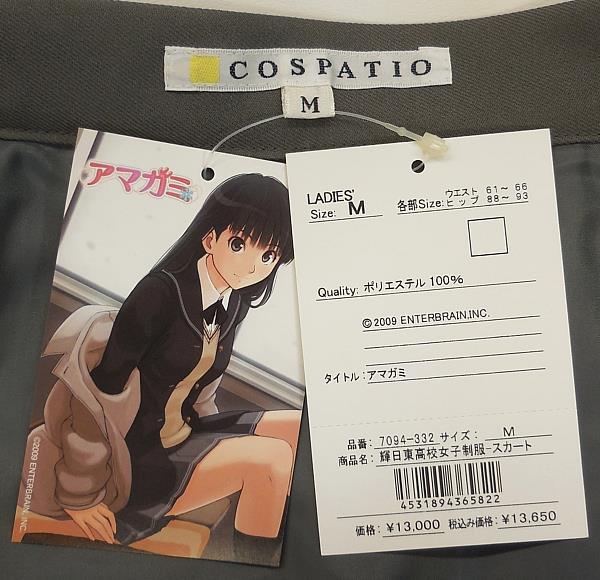 COSPATIO
M
アマガミ
©2009 ENTERBRAIN,INC.
LADIES'
Size: M
各部Size: ウエスト 61～ 66
ヒップ 88～ 93
Quality: ポリエステル 100%
©2009 ENTERBRAIN.INC.
タイトル：アマガミ
品番：7094-332 サイズ： M
商品名：輝日東高校女子制服-スカート
4531894365822
価格：¥13,000 税込み価格：¥13,650